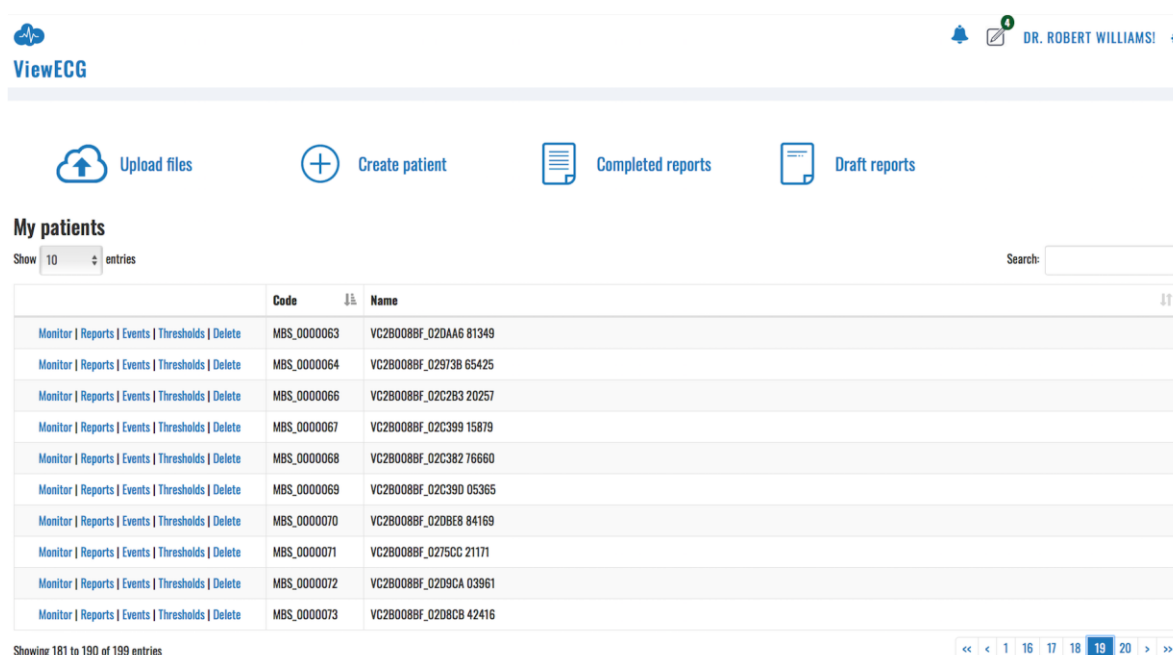 4
DR. ROBERT WILLIAMS!
ViewECG
Upload files
Create patient
Completed reports
Draft reports
My patients
Show 10 entries
Search:
Code Name
Monitor | Reports | Events | Thresholds | Delete MBS_0000063 VC2B008BF_02DAA6 81349
Monitor | Reports | Events | Thresholds | Delete MBS_0000064 VC2B008BF_02973B 65425
Monitor | Reports | Events | Thresholds | Delete MBS_0000066 VC2B008BF_02C2B3 20257
Monitor | Reports | Events | Thresholds | Delete MBS_0000067 VC2B008BF_02C399 15879
Monitor | Reports | Events | Thresholds | Delete MBS_0000068 VC2B008BF_02C382 76660
Monitor | Reports | Events | Thresholds | Delete MBS_0000069 VC2B008BF_02C39D 05365
Monitor | Reports | Events | Thresholds | Delete MBS_0000070 VC2B008BF_02DBE8 84169
Monitor | Reports | Events | Thresholds | Delete MBS_0000071 VC2B008BF_0275CC 21171
Monitor | Reports | Events | Thresholds | Delete MBS_0000072 VC2B008BF_02D9CA 03961
Monitor | Reports | Events | Thresholds | Delete MBS_0000073 VC2B008BF_02D8CB 42416
Showing 181 to 190 of 199 entries
« ‹ 1 16 17 18 19 20 › »